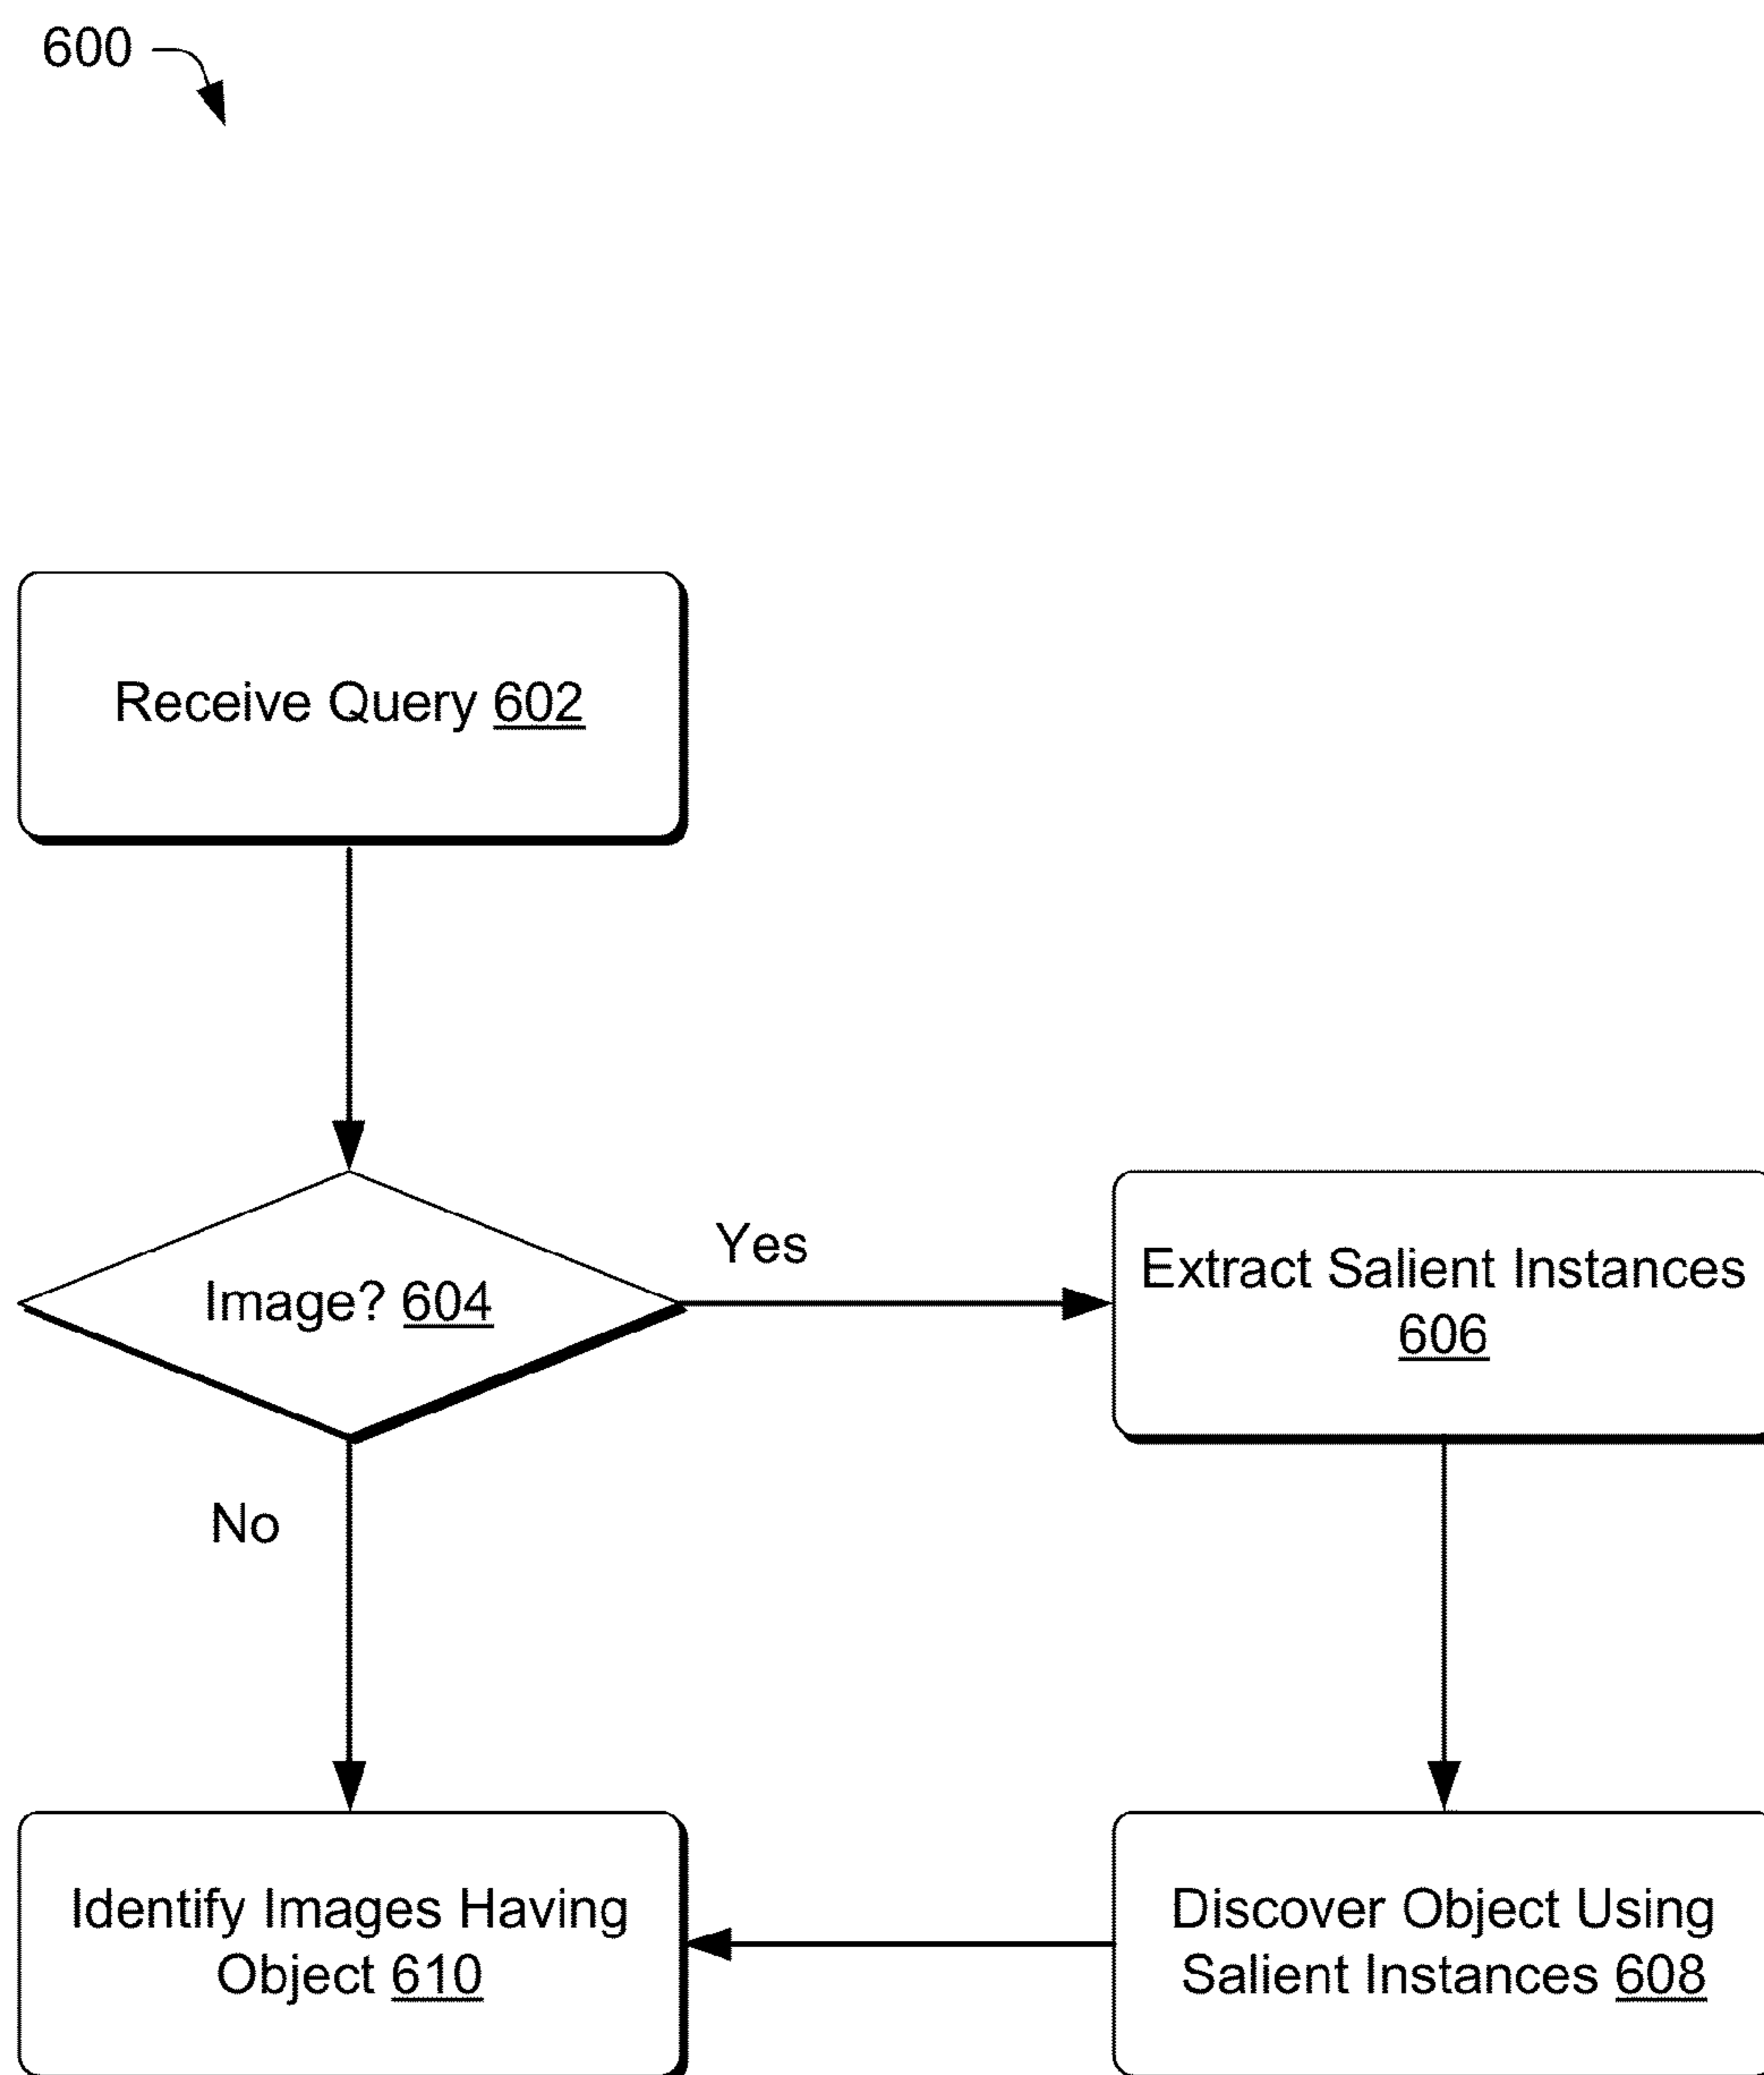 600
Receive Query 602
Yes
Image? 604
Extract Salient Instances
606
No
Identify Images Having
Object 610
Discover Object Using
Salient Instances 608